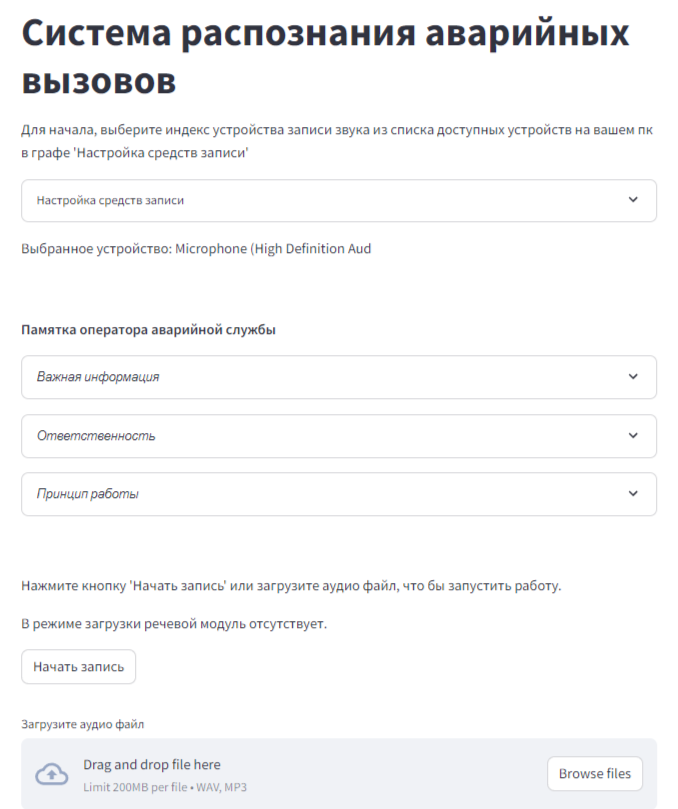 Система распознания аварийных
вызовов
Для начала, выберите индекс устройства записи звука из списка доступных устройств на вашем пк
в графе 'Настройка средств записи'
Настройка средств записи
Выбранное устройство: Microphone (High Definition Aud
Памятка оператора аварийной службы
Важная информация
Ответственность
Принцип работы
Нажмите кнопку 'Начать запись' или загрузите аудио файл, что бы запустить работу.
В режиме загрузки речевой модуль отсутствует.
Начать запись
Загрузите аудио файл
Drag and drop file here
Limit 200MB per file • WAV, MP3
Browse files